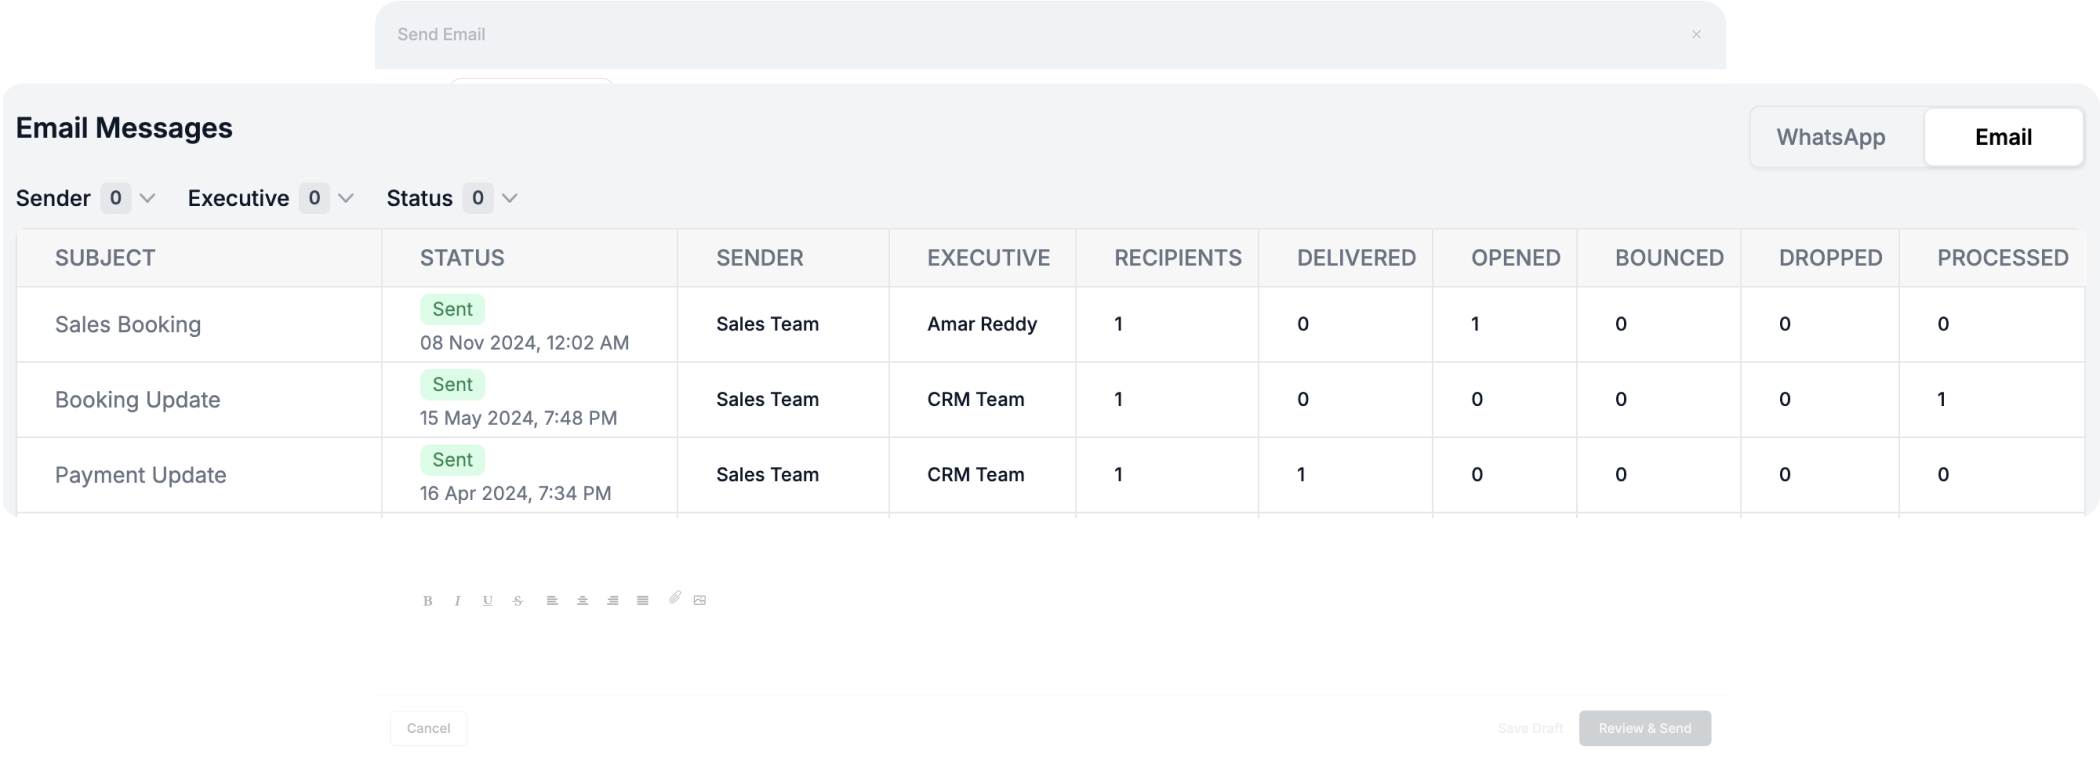 Send Email ×
Email Messages
WhatsApp Email
Sender 0 Executive 0 Status 0
SUBJECT STATUS SENDER EXECUTIVE RECIPIENTS DELIVERED OPENED BOUNCED DROPPED PROCESSED
Sales Booking Sent 08 Nov 2024, 12:02 AM Sales Team Amar Reddy 1 0 1 0 0 0
Booking Update Sent 15 May 2024, 7:48 PM Sales Team CRM Team 1 0 0 0 0 1
Payment Update Sent 16 Apr 2024, 7:34 PM Sales Team CRM Team 1 1 0 0 0 0
B I U S
Cancel Save Draft Review & Send